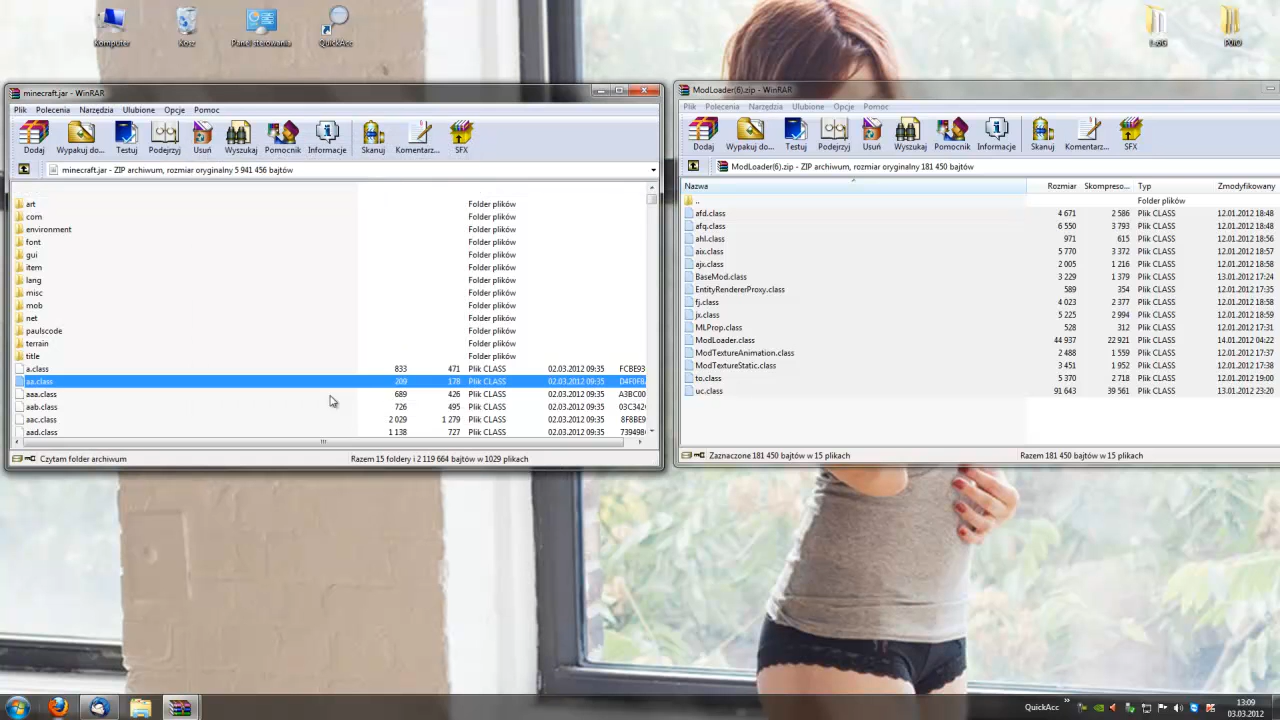 Komputer
Kosz
Panel sterowania
QuickAcc
minecraft.jar - WinRAR
Plik Polecenia Narzędzia Ulubione Opcje Pomoc
Dodaj Wypakuj do... Testuj Podejrzyj Usuń Wyszukaj Pomocnik Informacje Skanuj Komentarz... SFX
minecraft.jar - ZIP archiwum, rozmiar oryginalny 5 941 456 bajtów
art Folder plików
com Folder plików
environment Folder plików
font Folder plików
gui Folder plików
item Folder plików
lang Folder plików
misc Folder plików
mob Folder plików
net Folder plików
paulscode Folder plików
terrain Folder plików
title Folder plików
a.class 833 471 Plik CLASS 02.03.2012 09:35 FCBE93
aa.class 209 178 Plik CLASS 02.03.2012 09:35
aaa.class 689 426 Plik CLASS 02.03.2012 09:35 A3BC00
aab.class 726 495 Plik CLASS 02.03.2012 09:35 03C342
aac.class 2 029 1 279 Plik CLASS 02.03.2012 09:35 8F8BE9
aad.class 1 138 727 Plik CLASS 02.03.2012 09:35 739498
Czytam folder archiwum Razem 15 foldery i 2 119 664 bajtów w 1029 plikach
ModLoader(6).zip - WinRAR
Plik Polecenia Narzędzia Ulubione Opcje Pomoc
Dodaj Wypakuj do... Testuj Podejrzyj Usuń Wyszukaj Pomocnik Informacje Skanuj Komentarz... SFX
ModLoader(6).zip - ZIP archiwum, rozmiar oryginalny 181 450 bajtów
Nazwa Rozmiar Skompreso... Typ Zmodyfikowany
.. Folder plików
afd.class 4 671 2 586 Plik CLASS 12.01.2012 18:48
afq.class 6 550 3 793 Plik CLASS 12.01.2012 18:48
ahl.class 971 615 Plik CLASS 12.01.2012 18:56
aix.class 5 770 3 372 Plik CLASS 12.01.2012 18:57
ajx.class 2 005 1 216 Plik CLASS 12.01.2012 18:58
BaseMod.class 3 229 1 379 Plik CLASS 13.01.2012 17:24
EntityRendererProxy.class 589 354 Plik CLASS 12.01.2012 17:35
fj.class 4 023 2 377 Plik CLASS 12.01.2012 18:58
jx.class 5 225 2 994 Plik CLASS 12.01.2012 18:59
MLProp.class 528 312 Plik CLASS 12.01.2012 17:31
ModLoader.class 44 937 22 921 Plik CLASS 14.01.2012 04:22
ModTextureAnimation.class 2 488 1 559 Plik CLASS 12.01.2012 17:37
ModTextureStatic.class 3 451 1 952 Plik CLASS 12.01.2012 17:38
to.class 5 370 2 718 Plik CLASS 12.01.2012 19:00
uc.class 91 643 39 561 Plik CLASS 13.01.2012 23:20
Zaznaczone 181 450 bajtów w 15 plikach Razem 181 450 bajtów w 15 plikach
QuickAcc
13:09
03.03.2012